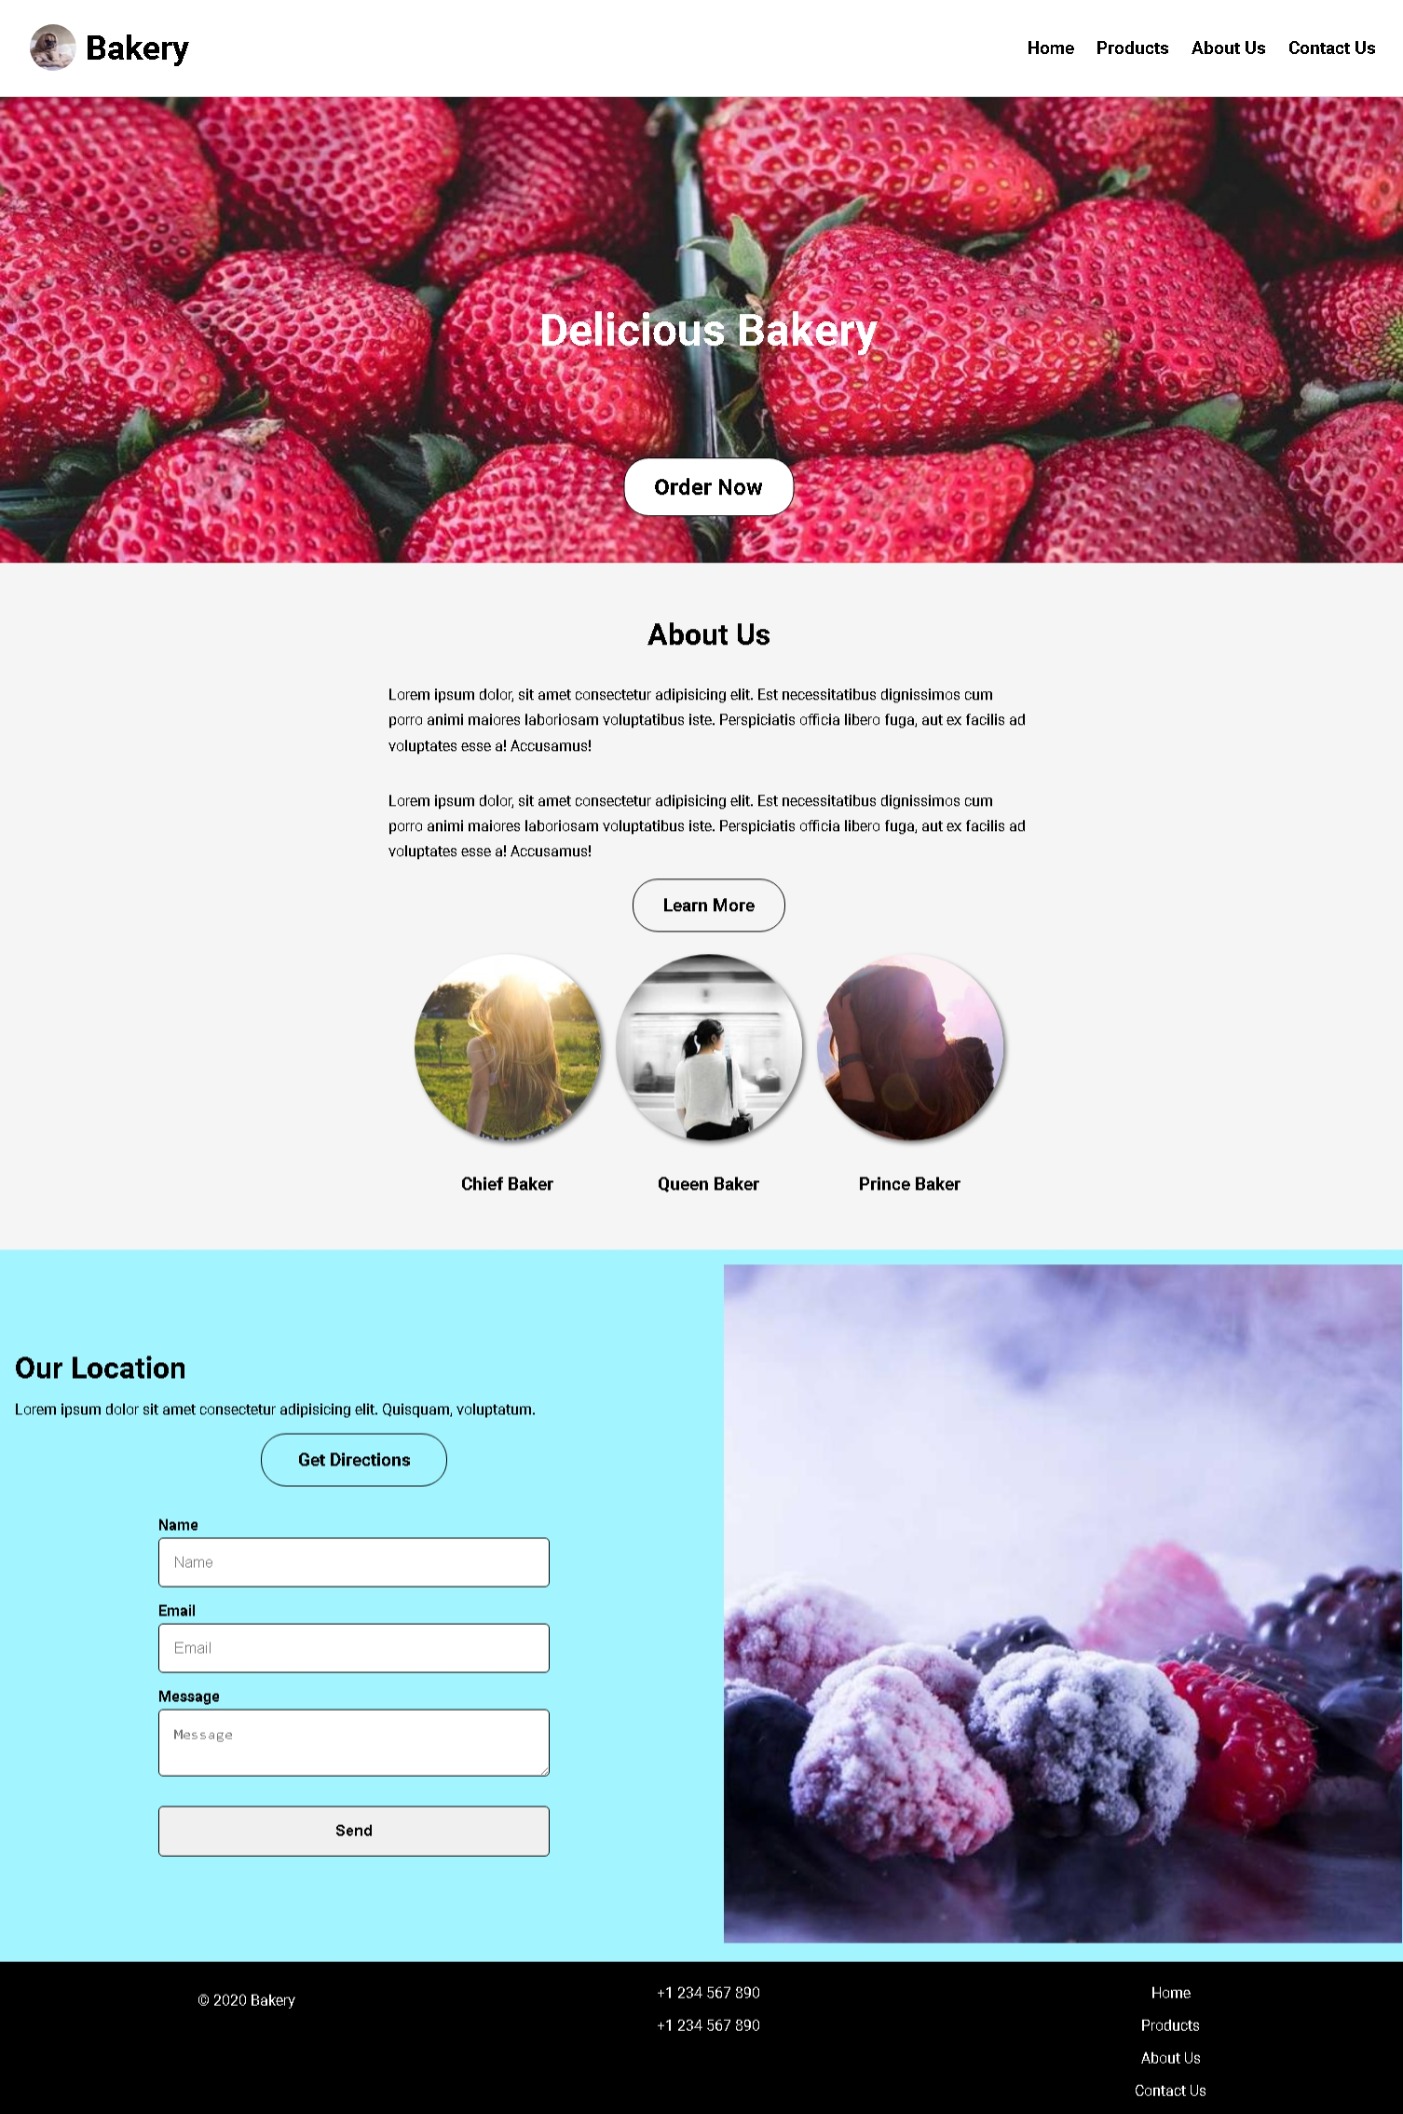 Bakery
Home
Products
About Us
Contact Us
Delicious Bakery
Order Now
About Us
Lorem ipsum dolor, sit amet consectetur adipisicing elit. Est necessitatibus dignissimos cum
porro animi maiores laboriosam voluptatibus iste. Perspiciatis officia libero fuga, aut ex facilis ad
voluptates esse a! Accusamus!
Lorem ipsum dolor, sit amet consectetur adipisicing elit. Est necessitatibus dignissimos cum
porro animi maiores laboriosam voluptatibus iste. Perspiciatis officia libero fuga, aut ex facilis ad
voluptates esse a! Accusamus!
Learn More
Chief Baker
Queen Baker
Prince Baker
Our Location
Lorem ipsum dolor sit amet consectetur adipisicing elit. Quisquam, voluptatum.
Get Directions
Name
Name
Email
Email
Message
Message
Send
© 2020 Bakery
+1 234 567 890
+1 234 567 890
Home
Products
About Us
Contact Us